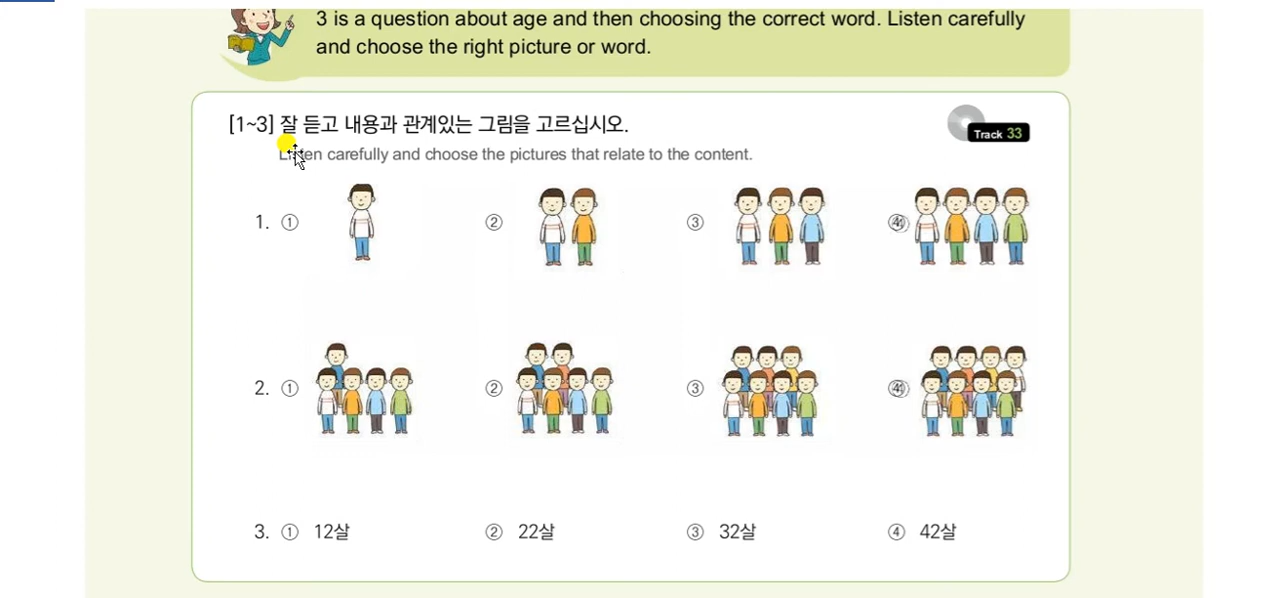 3 is a question about age and then choosing the correct word. Listen carefully
and choose the right picture or word.
[1~3] 잘 듣고 내용과 관계있는 그림을 고르십시오.
Track 33
Listen carefully and choose the pictures that relate to the content.
1. ① ② ③ ④
2. ① ② ③ ④
3. ① 12살 ② 22살 ③ 32살 ④ 42살